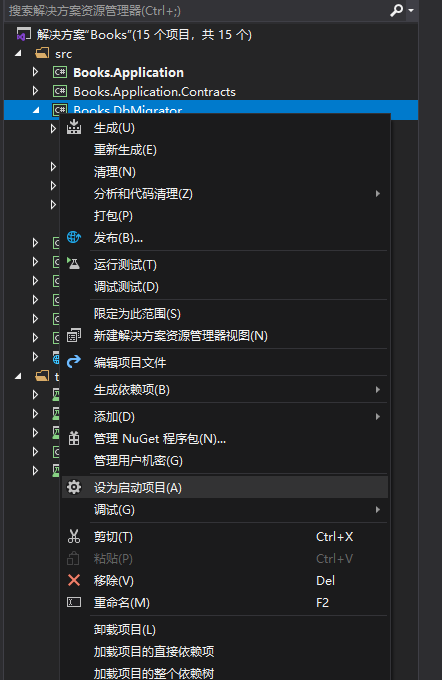 搜索解决方案资源管理器(Ctrl+;)
解决方案"Books"(15 个项目，共 15 个)
src
Books.Application
Books.Application.Contracts
Books.DbMigrator
生成(U)
重新生成(E)
清理(N)
分析和代码清理(Z)
打包(P)
发布(B)...
运行测试(T)
调试测试(D)
限定为此范围(S)
新建解决方案资源管理器视图(N)
编辑项目文件
生成依赖项(B)
添加(D)
管理 NuGet 程序包(N)...
管理用户机密(G)
设为启动项目(A)
调试(G)
剪切(T) Ctrl+X
粘贴(P) Ctrl+V
移除(V) Del
重命名(M) F2
卸载项目(L)
加载项目的直接依赖项
加载项目的整个依赖树